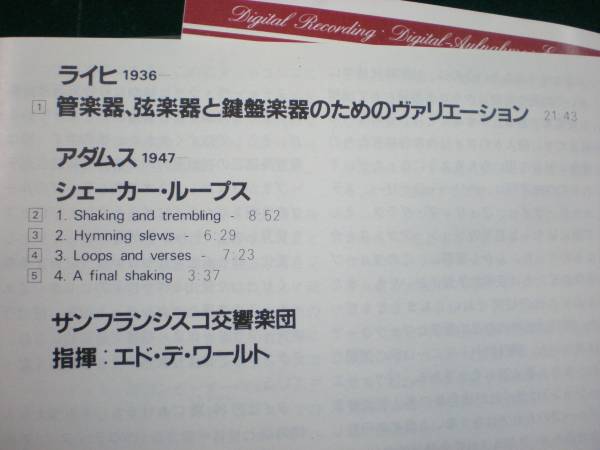 Digital Recording · Digital-Aufnahme
ライヒ 1936—
1 管楽器、弦楽器と鍵盤楽器のためのヴァリエーション 21:43
アダムス 1947—
シェーカー・ループス
2 1. Shaking and trembling - 8:52
3 2. Hymning slews - 6:29
4 3. Loops and verses - 7:23
5 4. A final shaking 3:37
サンフランシスコ交響楽団
指揮：エド・デ・ワールト